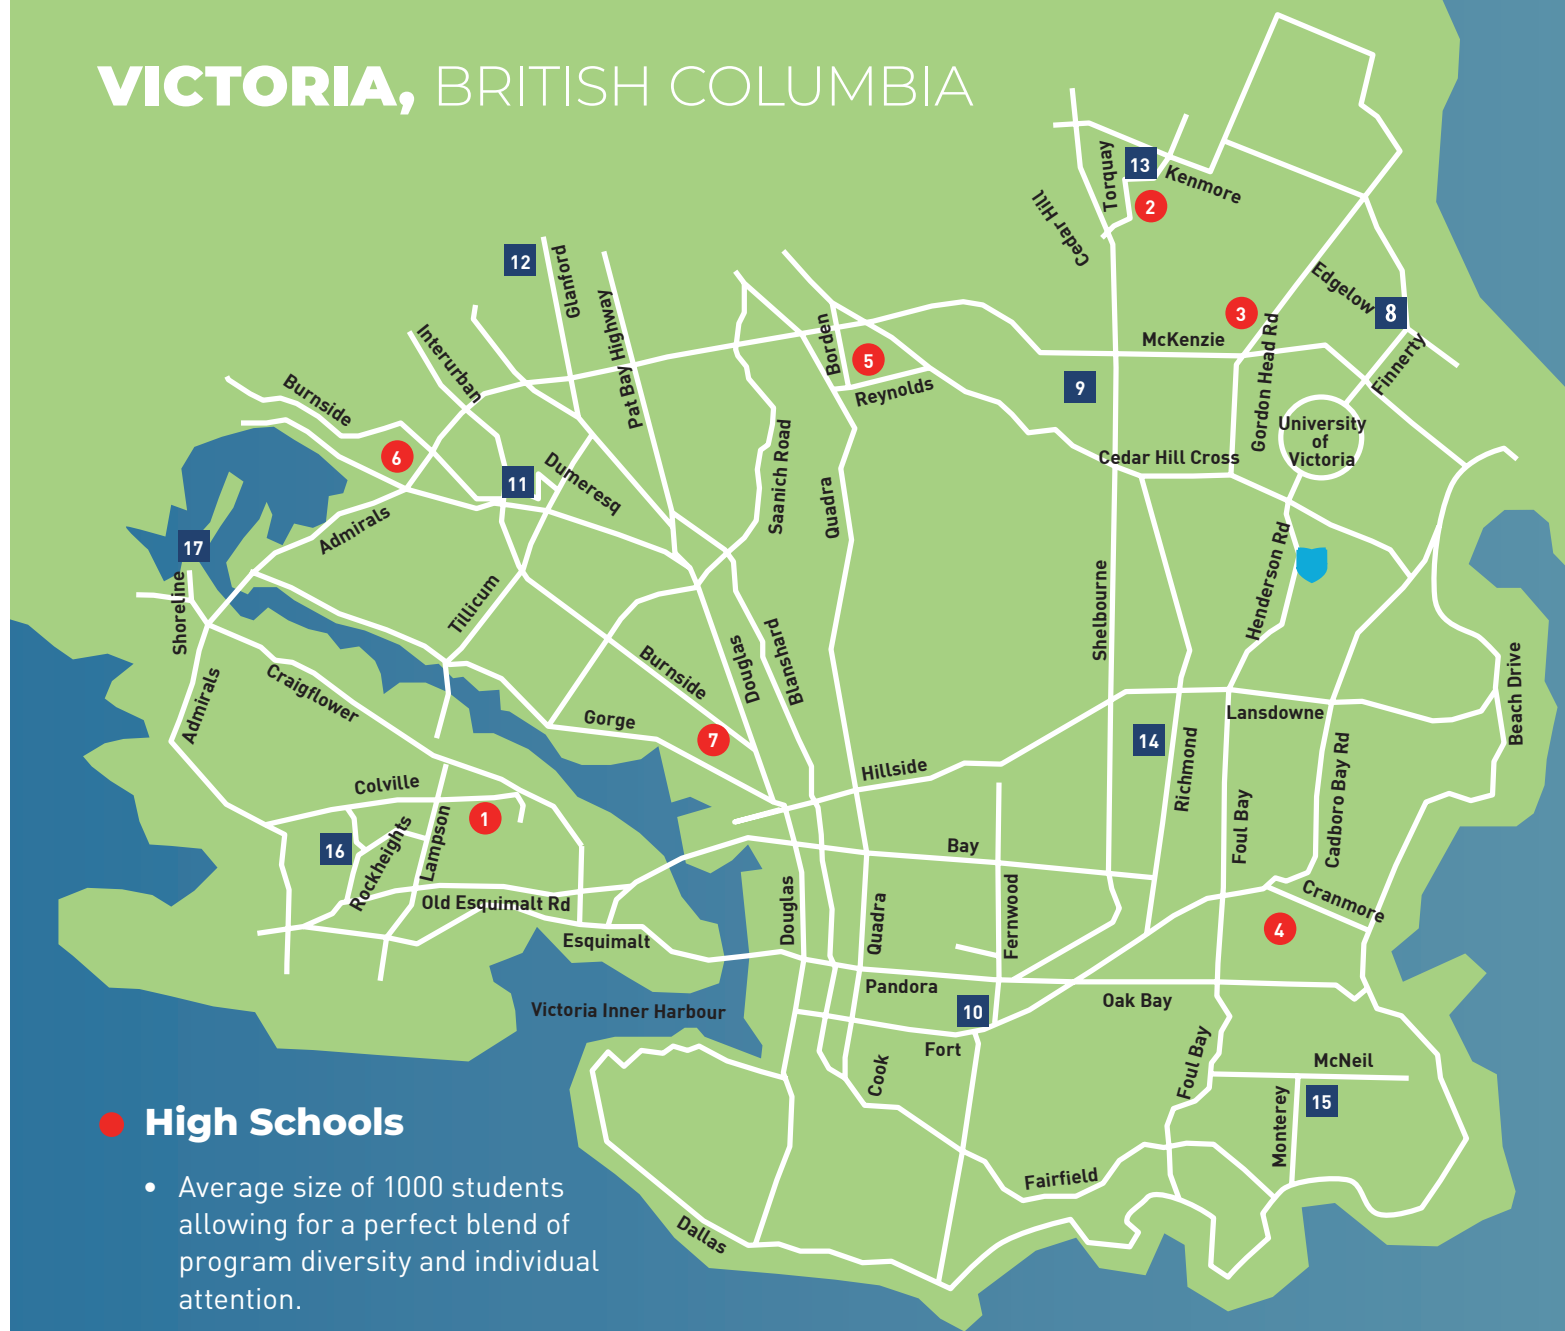 VICTORIA, BRITISH COLUMBIA
Torquay
13
Kenmore
2
Cedar Hill
12
Glanford
Pat Bay Highway
Edgelow
8
3
Gordon Head Rd
McKenzie
Finnerty
Interurban
Borden
5
Reynolds
9
Burnside
6
University
of
Victoria
Cedar Hill Cross
11
Dumeresq
Saanich Road
Quadra
Admirals
17
Shoreline
Tillicum
Henderson Rd
Shelbourne
Burnside
Douglas
Blanshard
Admirals
Craigflower
Gorge
7
Lansdowne
Beach Drive
14
Richmond
Hillside
Colville
1
Lampson
16
Rockheights
Foul Bay
Cadboro Bay Rd
Bay
Old Esquimalt Rd
Esquimalt
Douglas
Quadra
Fernwood
Cranmore
4
Pandora
Oak Bay
Victoria Inner Harbour
10
Fort
Cook
Foul Bay
McNeil
15
Monterey
Fairfield
Dallas
High Schools
• Average size of 1000 students
allowing for a perfect blend of
program diversity and individual
attention.